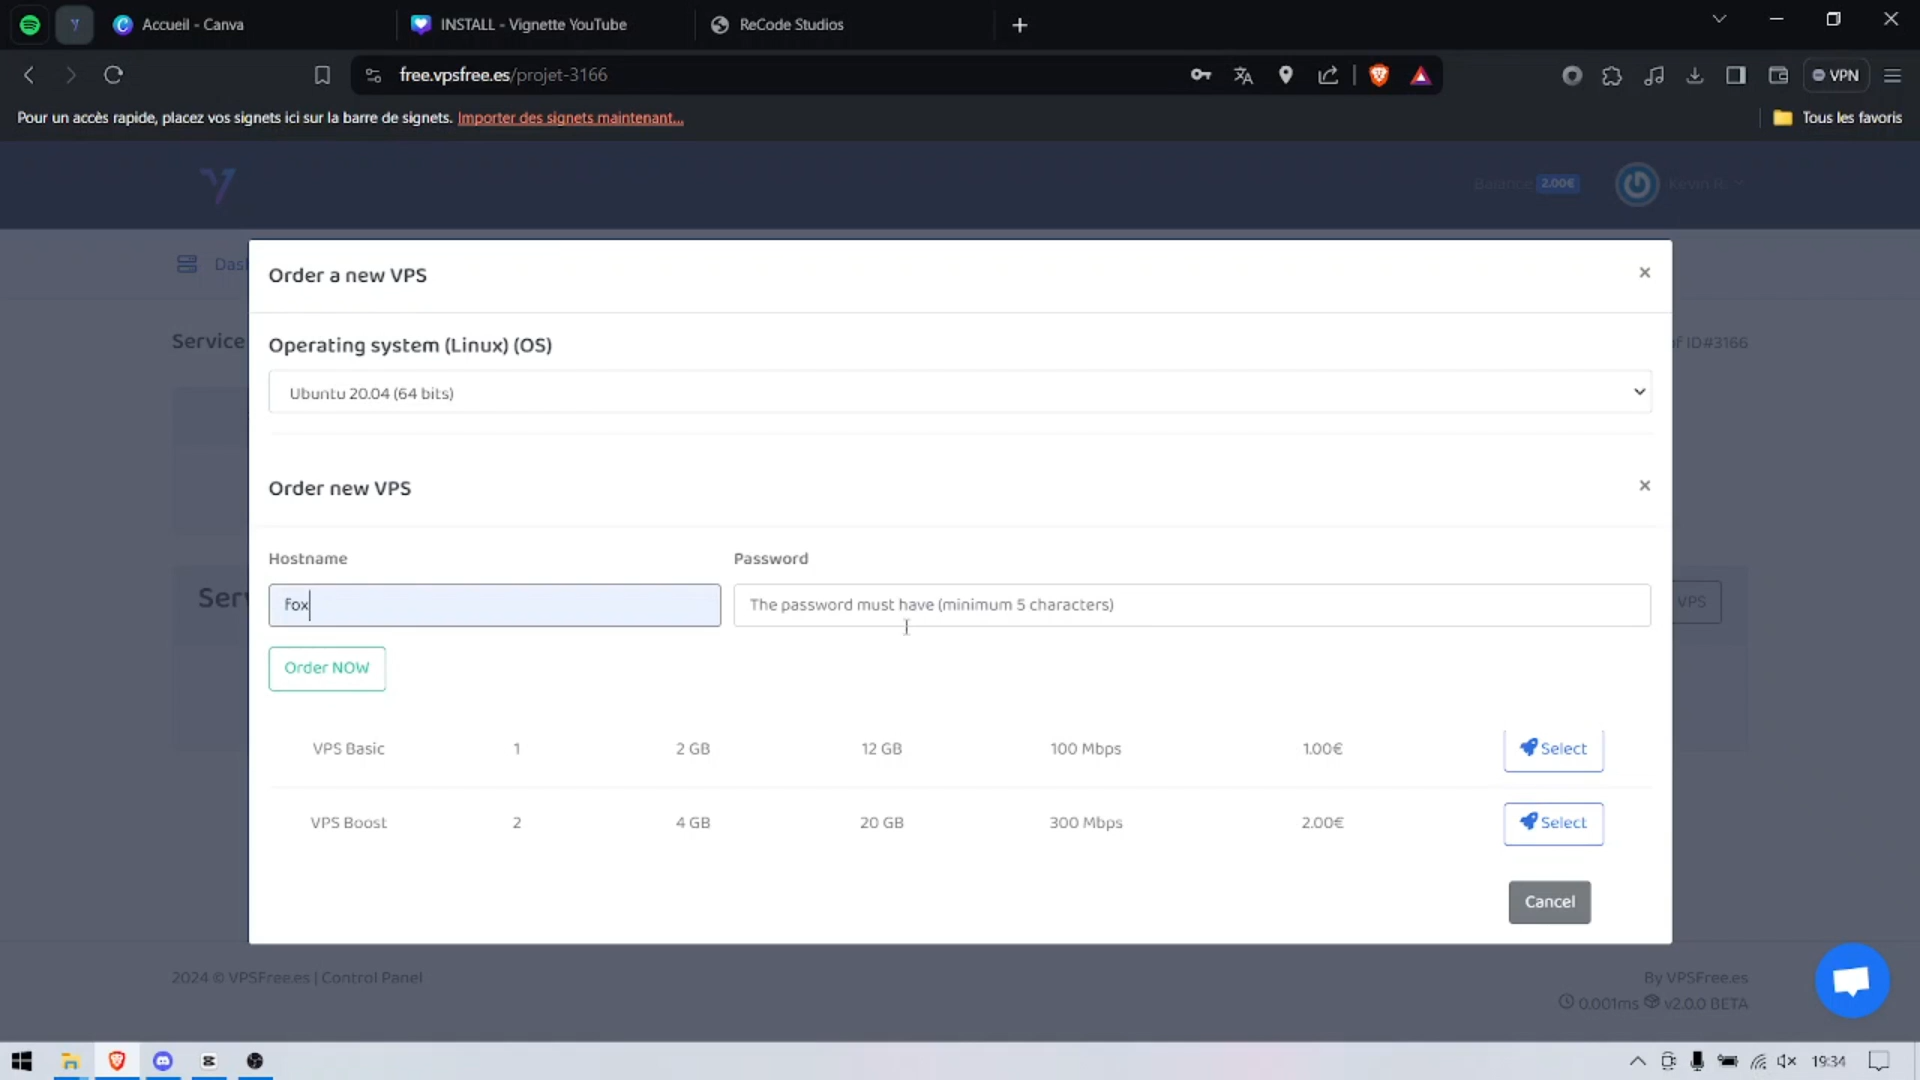 Accueil - Canva
INSTALL - Vignette YouTube
ReCode Studios
free.vpsfree.es/projet-3166
VPN
Pour un accès rapide, placez vos signets ici sur la barre de signets. Importer des signets maintenant...
Tous les favoris
Balance 2.00€
Kevin R.
Das
Order a new VPS
×
Service
of ID#3166
Operating system (Linux) (OS)
Ubuntu 20.04 (64 bits)
Order new VPS
×
Hostname
Password
Ser
fox
The password must have (minimum 5 characters)
VPS
Order NOW
VPS Basic 1 2 GB 12 GB 100 Mbps 1.00€ Select
VPS Boost 2 4 GB 20 GB 300 Mbps 2.00€ Select
Cancel
2024 © VPSFree.es | Control Panel
By VPSFree.es
0.001ms v2.0.0 BETA
19:34